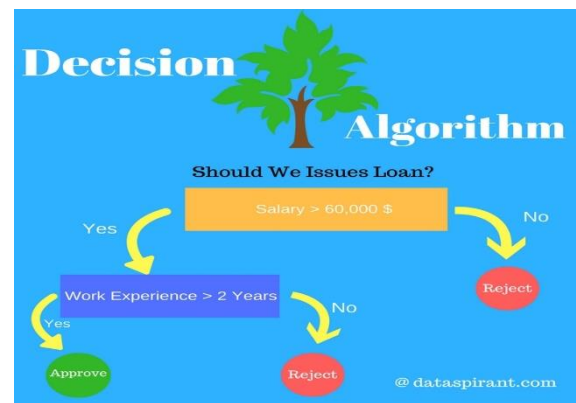 Decision
Algorithm
Should We Issues Loan?
Salary > 60,000 $
Yes
No
Work Experience > 2 Years
Reject
Yes
No
Approve
Reject
@ dataspirant.com